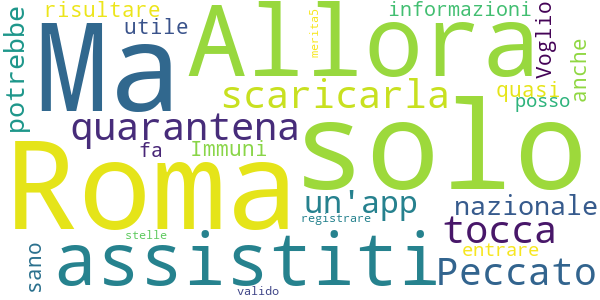 risultare
utile
Ma
Allora
merita5
informazioni
Voglio
anche
potrebbe
scaricarla
quasi
posso
quarantena
fa
Immuni
solo
Roma
un'app
nazionale
registrare
tocca
assistiti
stelle
entrare
sano
Peccato
valido